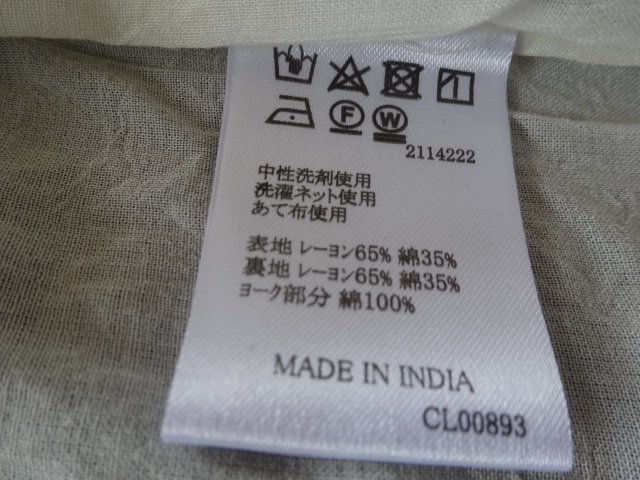 F W
2114222
中性洗剤使用
洗濯ネット使用
あて布使用
表地 レーヨン65% 綿35%
裏地 レーヨン65% 綿35%
ヨーク部分 綿100%
MADE IN INDIA
CL00893